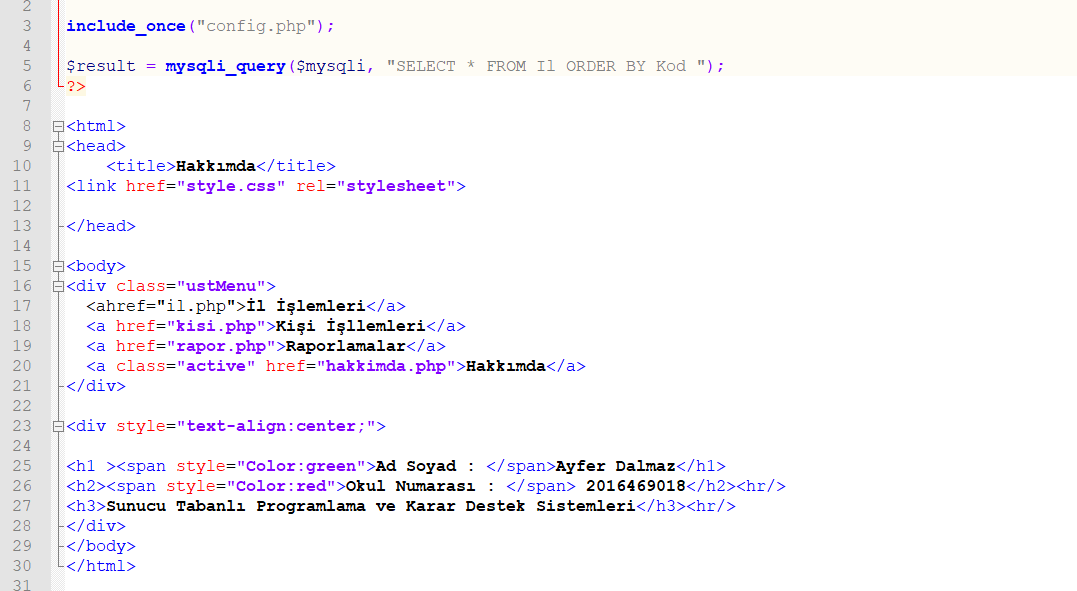 2
3 include_once("config.php");
4
5 $result = mysqli_query($mysqli, "SELECT * FROM Il ORDER BY Kod ");
6 ?>
7
8 <html>
9 <head>
10 <title>Hakkımda</title>
11 <link href="style.css" rel="stylesheet">
12
13 </head>
14
15 <body>
16 <div class="ustMenu">
17 <ahref="il.php">İl İşlemleri</a>
18 <a href="kisi.php">Kişi İşllemleri</a>
19 <a href="rapor.php">Raporlamalar</a>
20 <a class="active" href="hakkimda.php">Hakkımda</a>
21 </div>
22
23 <div style="text-align:center;">
24
25 <h1 ><span style="Color:green">Ad Soyad : </span>Ayfer Dalmaz</h1>
26 <h2><span style="Color:red">Okul Numarası : </span> 2016469018</h2><hr/>
27 <h3>Sunucu Tabanlı Programlama ve Karar Destek Sistemleri</h3><hr/>
28 </div>
29 </body>
30 </html>
31